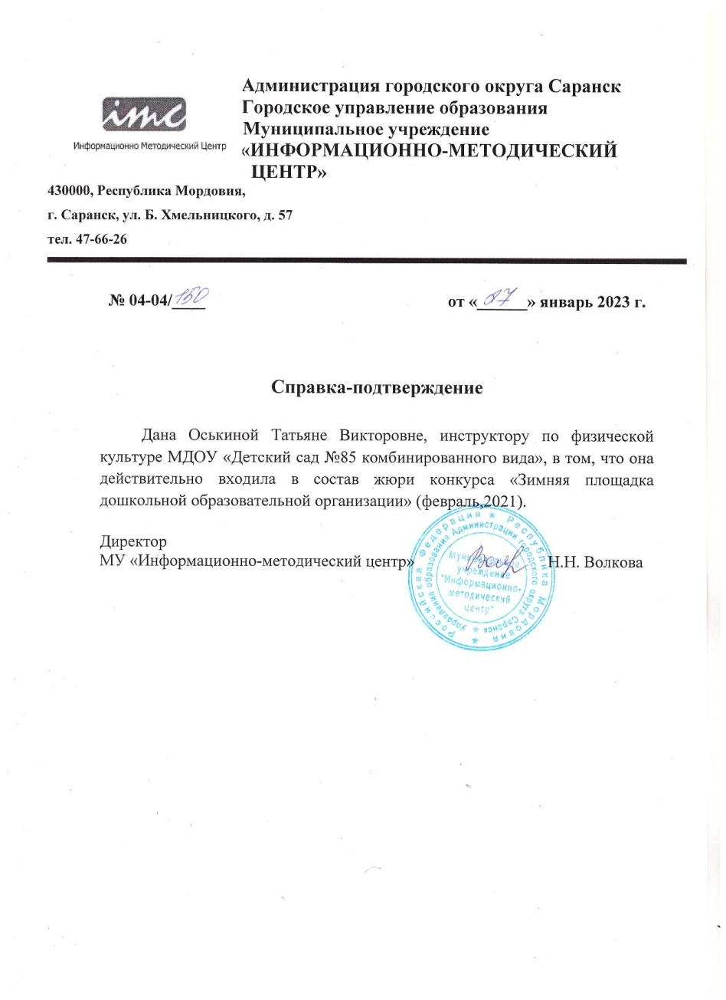 Администрация городского округа Саранск
Городское управление образования
Муниципальное учреждение
«ИНФОРМАЦИОННО-МЕТОДИЧЕСКИЙ
ЦЕНТР»
imc
Информационно Методический Центр
430000, Республика Мордовия,
г. Саранск, ул. Б. Хмельницкого, д. 57
тел. 47-66-26
№ 04-04/150 от «27» январь 2023 г.
Справка-подтверждение
Дана Оськиной Татьяне Викторовне, инструктору по физической
культуре МДОУ «Детский сад №85 комбинированного вида», в том, что она
действительно входила в состав жюри конкурса «Зимняя площадка
дошкольной образовательной организации» (февраль,2021).
Директор
МУ «Информационно-методический центр» Н.Н. Волкова
Российская Федерация * Республика Мордовия *
Управления образования Администрации городского округа Саранск *
Муниципальное
учреждение
"Информационно-
методический
центр"